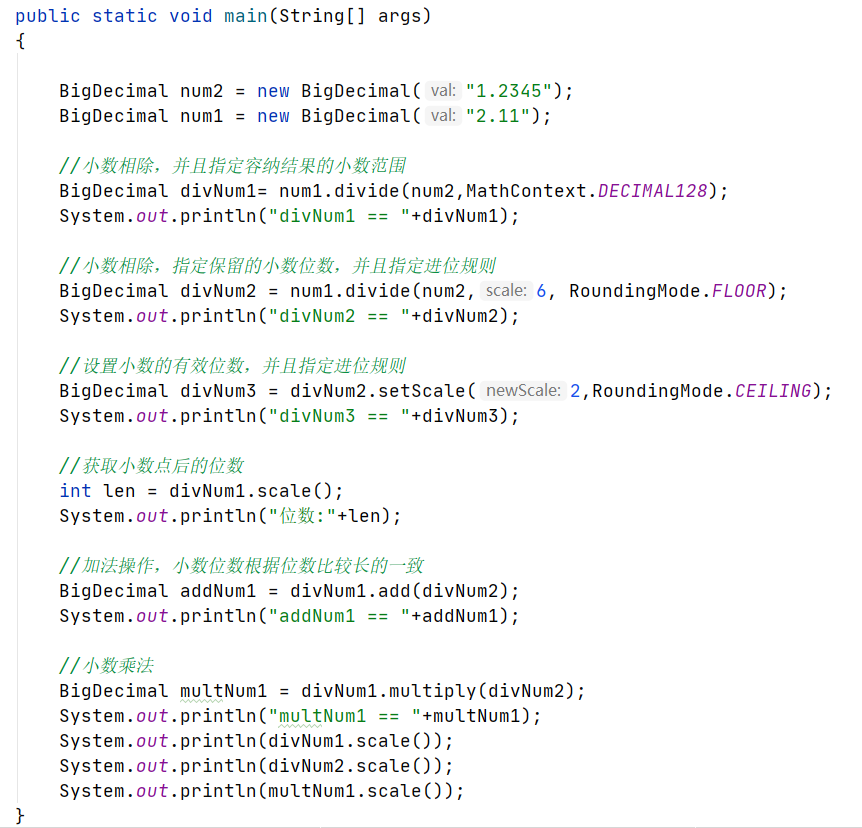 public static void main(String[] args)
{
BigDecimal num2 = new BigDecimal( val: "1.2345");
BigDecimal num1 = new BigDecimal( val: "2.11");
//小数相除，并且指定容纳结果的小数范围
BigDecimal divNum1= num1.divide(num2,MathContext.DECIMAL128);
System.out.println("divNum1 == "+divNum1);
//小数相除，指定保留的小数位数，并且指定进位规则
BigDecimal divNum2 = num1.divide(num2, scale: 6, RoundingMode.FLOOR);
System.out.println("divNum2 == "+divNum2);
//设置小数的有效位数，并且指定进位规则
BigDecimal divNum3 = divNum2.setScale( newScale: 2,RoundingMode.CEILING);
System.out.println("divNum3 == "+divNum3);
//获取小数点后的位数
int len = divNum1.scale();
System.out.println("位数:"+len);
//加法操作，小数位数根据位数比较长的一致
BigDecimal addNum1 = divNum1.add(divNum2);
System.out.println("addNum1 == "+addNum1);
//小数乘法
BigDecimal multNum1 = divNum1.multiply(divNum2);
System.out.println("multNum1 == "+multNum1);
System.out.println(divNum1.scale());
System.out.println(divNum2.scale());
System.out.println(multNum1.scale());
}